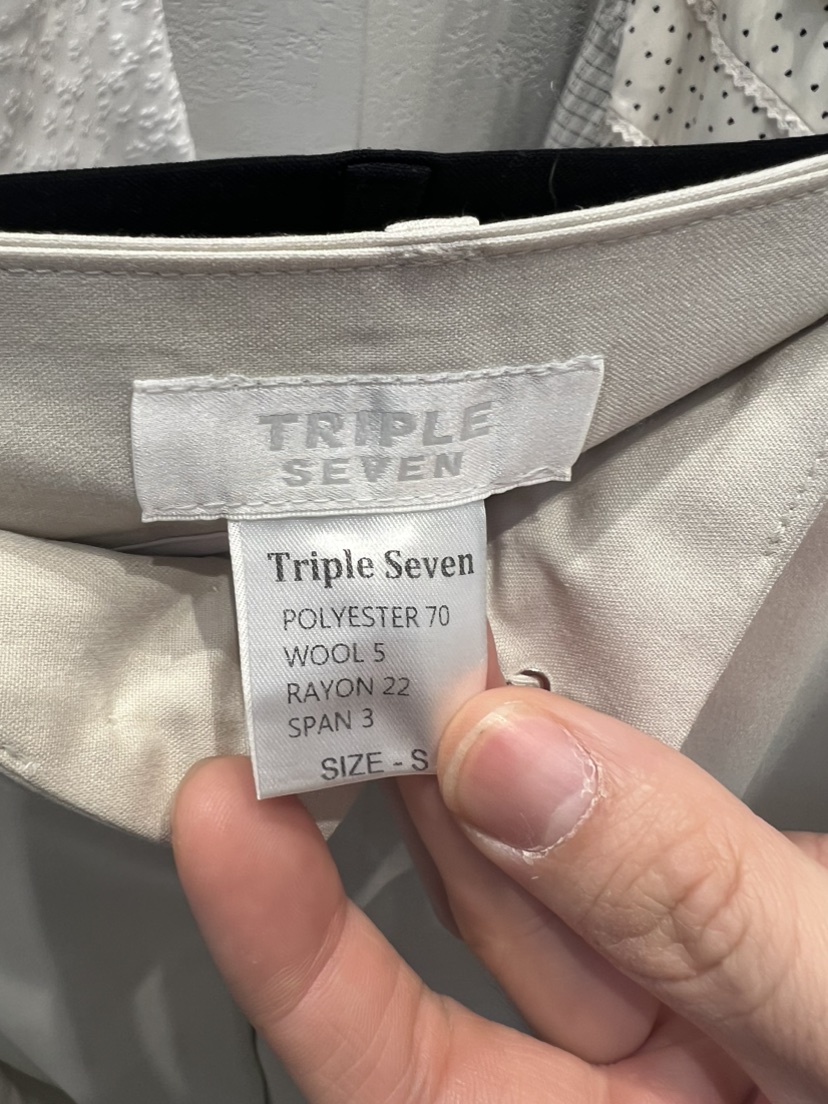 TRIPLE
SEVEN
Triple Seven
POLYESTER 70
WOOL 5
RAYON 22
SPAN 3
SIZE - S